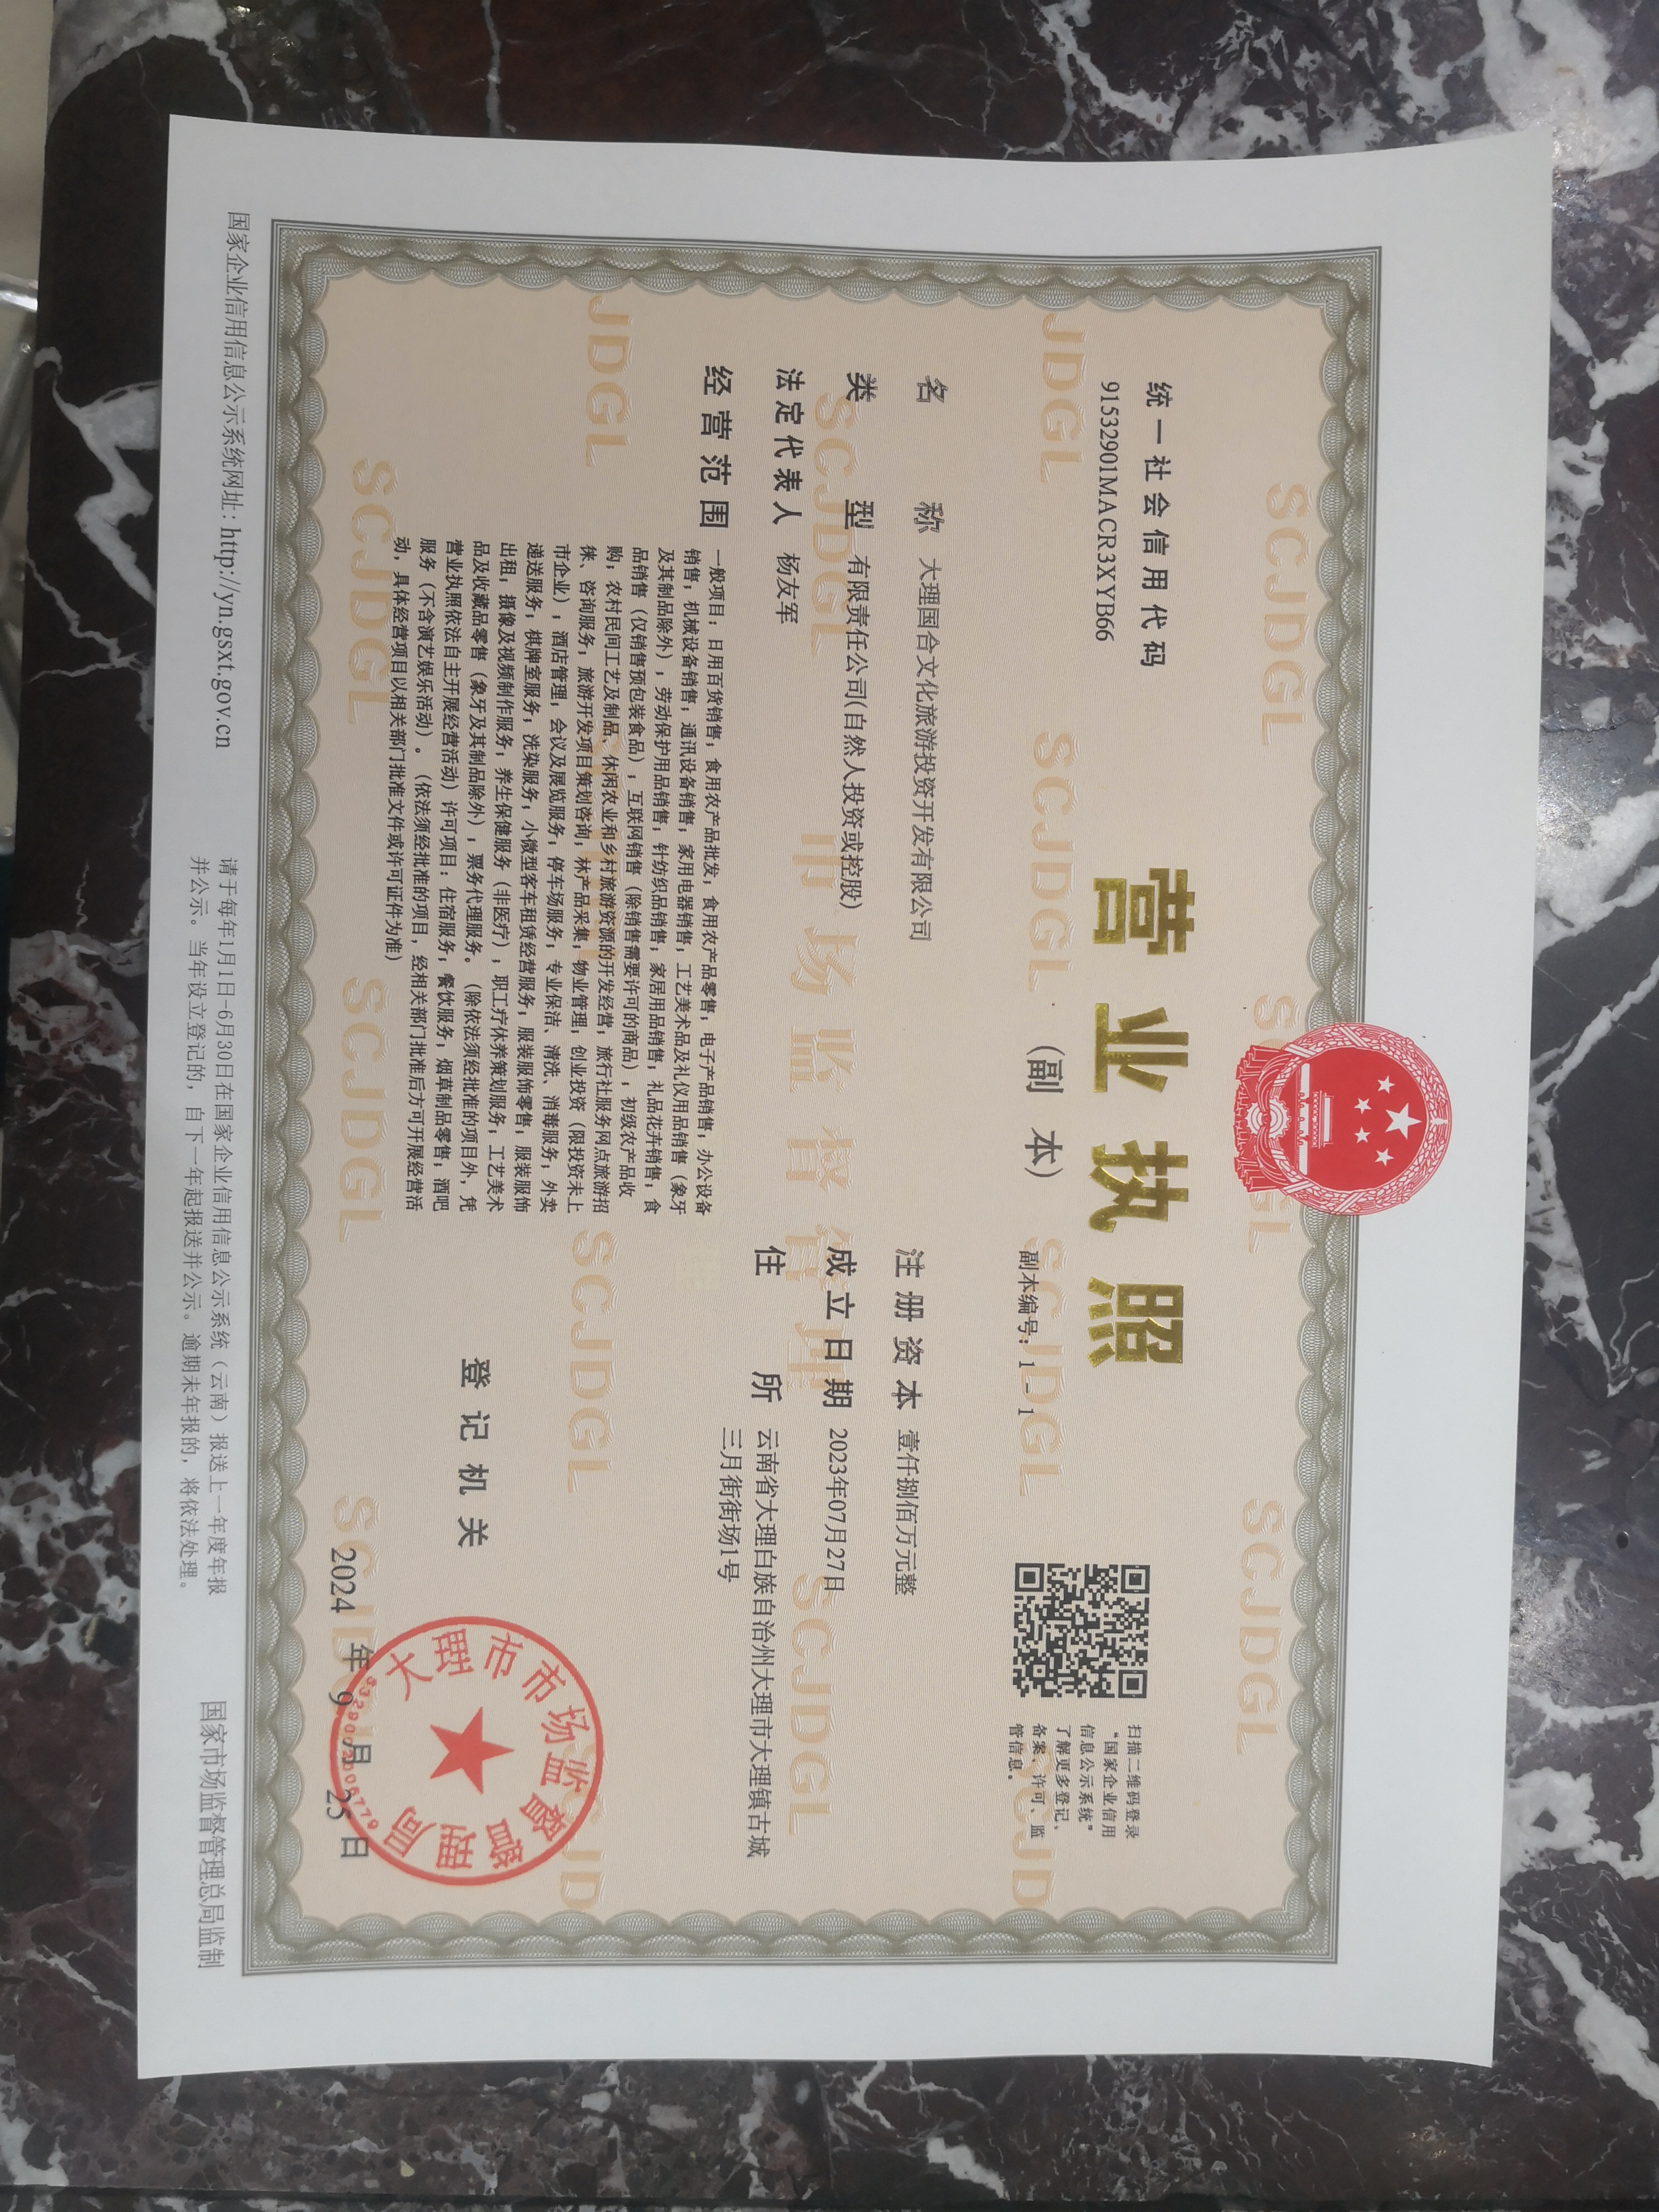 统一社会信用代码
91532901MACR3XYB66
营业执照
（副 本）
副本编号：1－1
扫描二维码登录
“国家企业信用
信息公示系统”
了解更多登记、
备案、许可、监
管信息。
名 称 大理国合文化旅游投资开发有限公司
类 型 有限责任公司(自然人投资或控股)
法定代表人 杨友军
经营范围 一般项目：日用百货销售；食用农产品批发；食用农产品零售；电子产品销售；办公设备
销售；机械设备销售；通讯设备销售；家用电器销售；工艺美术品及礼仪用品销售（象牙
及其制品除外）；劳动保护用品销售；针纺织品销售；家居用品销售；礼品花卉销售；食
品销售（仅销售预包装食品）；互联网销售（除销售需要许可的商品）；初级农产品收
购；农村民间工艺及制品、休闲农业和乡村旅游资源的开发经营；旅行社服务网点旅游招
徕、咨询服务；旅游开发项目策划咨询；林产品采集；物业管理；创业投资（限投资未上
市企业）；酒店管理；会议及展览服务；停车场服务；专业保洁、清洗、消毒服务；外卖
递送服务；棋牌室服务；洗染服务；小微型客车租赁经营服务；服装服饰零售；服装服饰
出租；摄像及视频制作服务；养生保健服务（非医疗）；职工疗休养策划服务；工艺美术
品及收藏品零售（象牙及其制品除外）；票务代理服务。（除依法须经批准的项目外，凭
营业执照依法自主开展经营活动）许可项目：住宿服务；餐饮服务；烟草制品零售；酒吧
服务（不含演艺娱乐活动）。（依法须经批准的项目，经相关部门批准后方可开展经营活
动，具体经营项目以相关部门批准文件或许可证件为准）
注册资本 壹仟捌佰万元整
成立日期 2023年07月27日
住 所 云南省大理白族自治州大理市大理镇古城
三月街街场1号
登记机关
大理市市场监督管理局
2024 年 9 月 25 日
国家企业信用信息公示系统网址：http://yn.gsxt.gov.cn
请于每年1月1日-6月30日在国家企业信用信息公示系统（云南）报送上一年度年报
并公示。当年设立登记的，自下一年起报送并公示。逾期未年报的，将依法处理。
国家市场监督管理总局监制
SCJDGL
市场监督管理